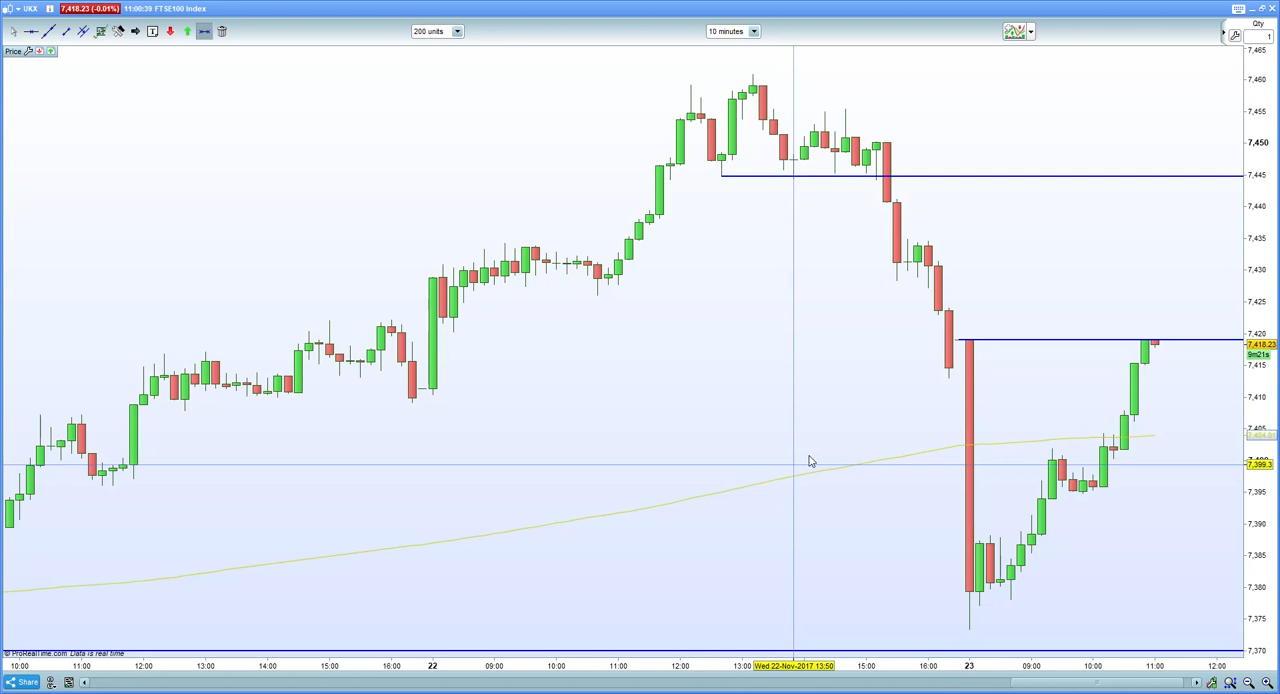 UKX 7,418.23 (-0.01%) 11:00:39 FTSE100 Index
200 units
10 minutes
Qty
1
Price
7,465
7,460
7,455
7,450
7,445
7,440
7,435
7,430
7,425
7,420
7,418.23
9m21s
7,415
7,410
7,405
7,404.01
7,399.3
7,395
7,390
7,385
7,380
7,375
7,370
© ProRealTime.com Data is real time
10:00 11:00 12:00 13:00 14:00 15:00 16:00 22 09:00 10:00 11:00 12:00 13:00 Wed 22-Nov-2017 13:50 15:00 16:00 23 09:00 10:00 11:00 12:00
Share